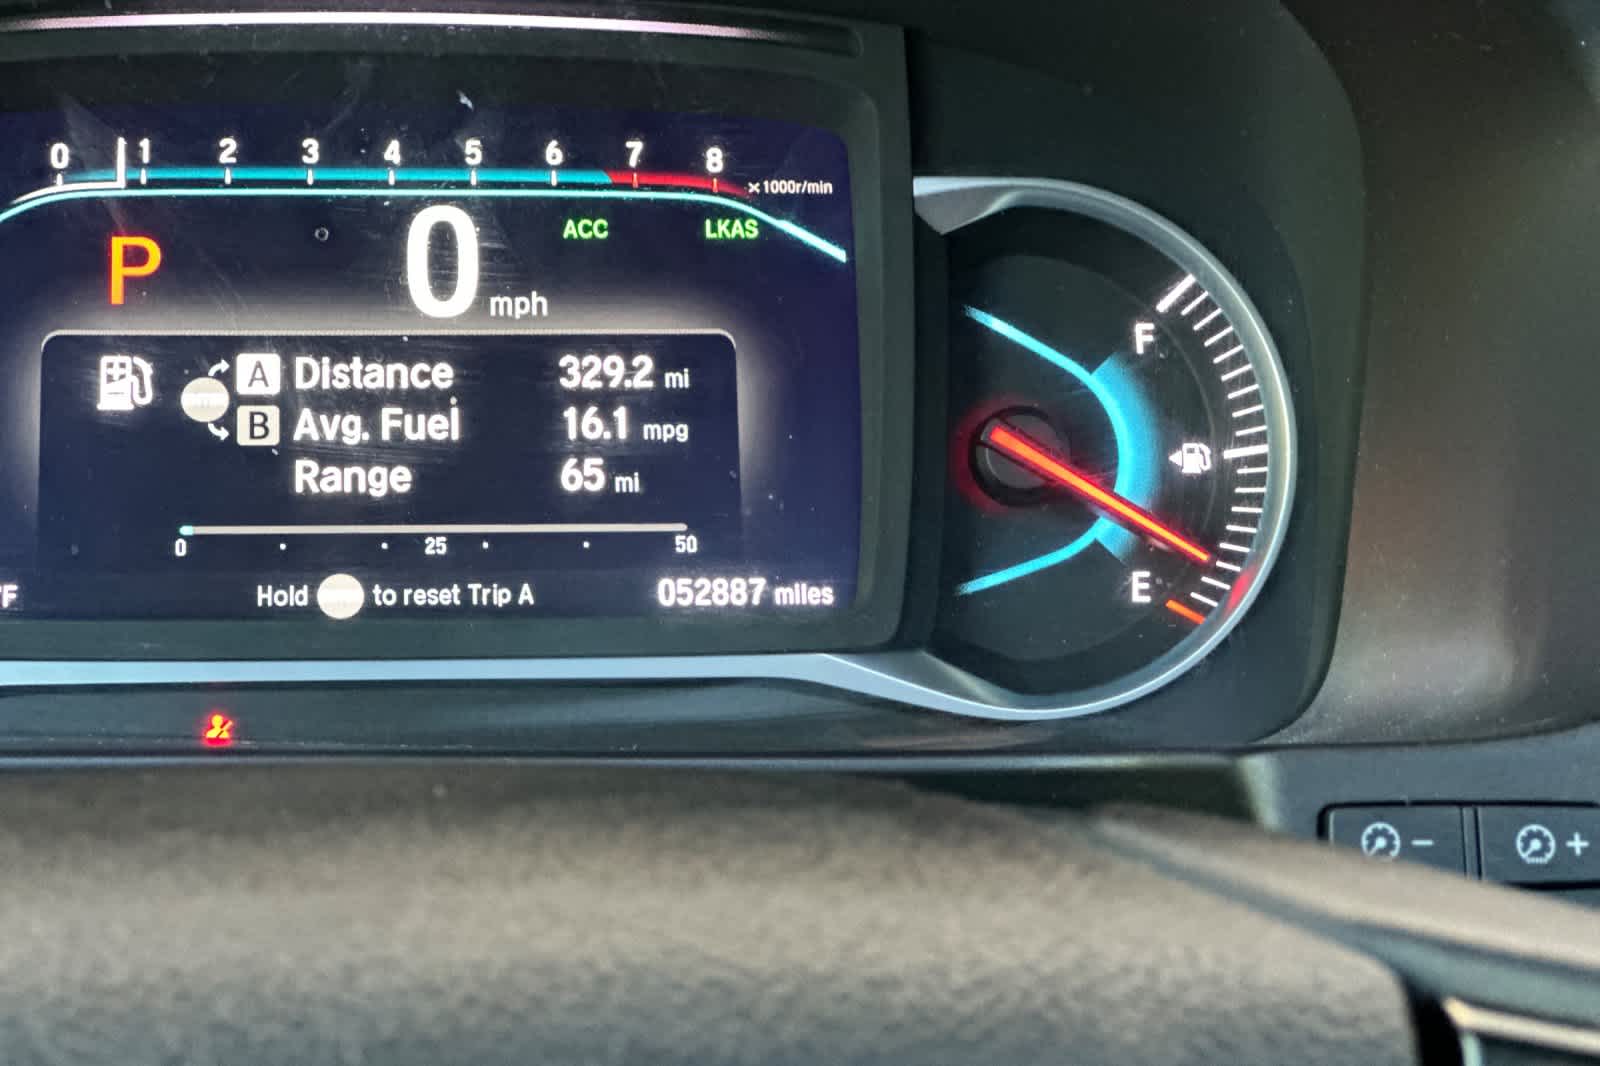 0 1 2 3 4 5 6 7 8
x1000r/min
P
0 mph
ACC
LKAS
A Distance 329.2 mi
B Avg. Fuel 16.1 mpg
Range 65 mi
0 25 50
°F
Hold to reset Trip A
052887 miles
F
E
-
+